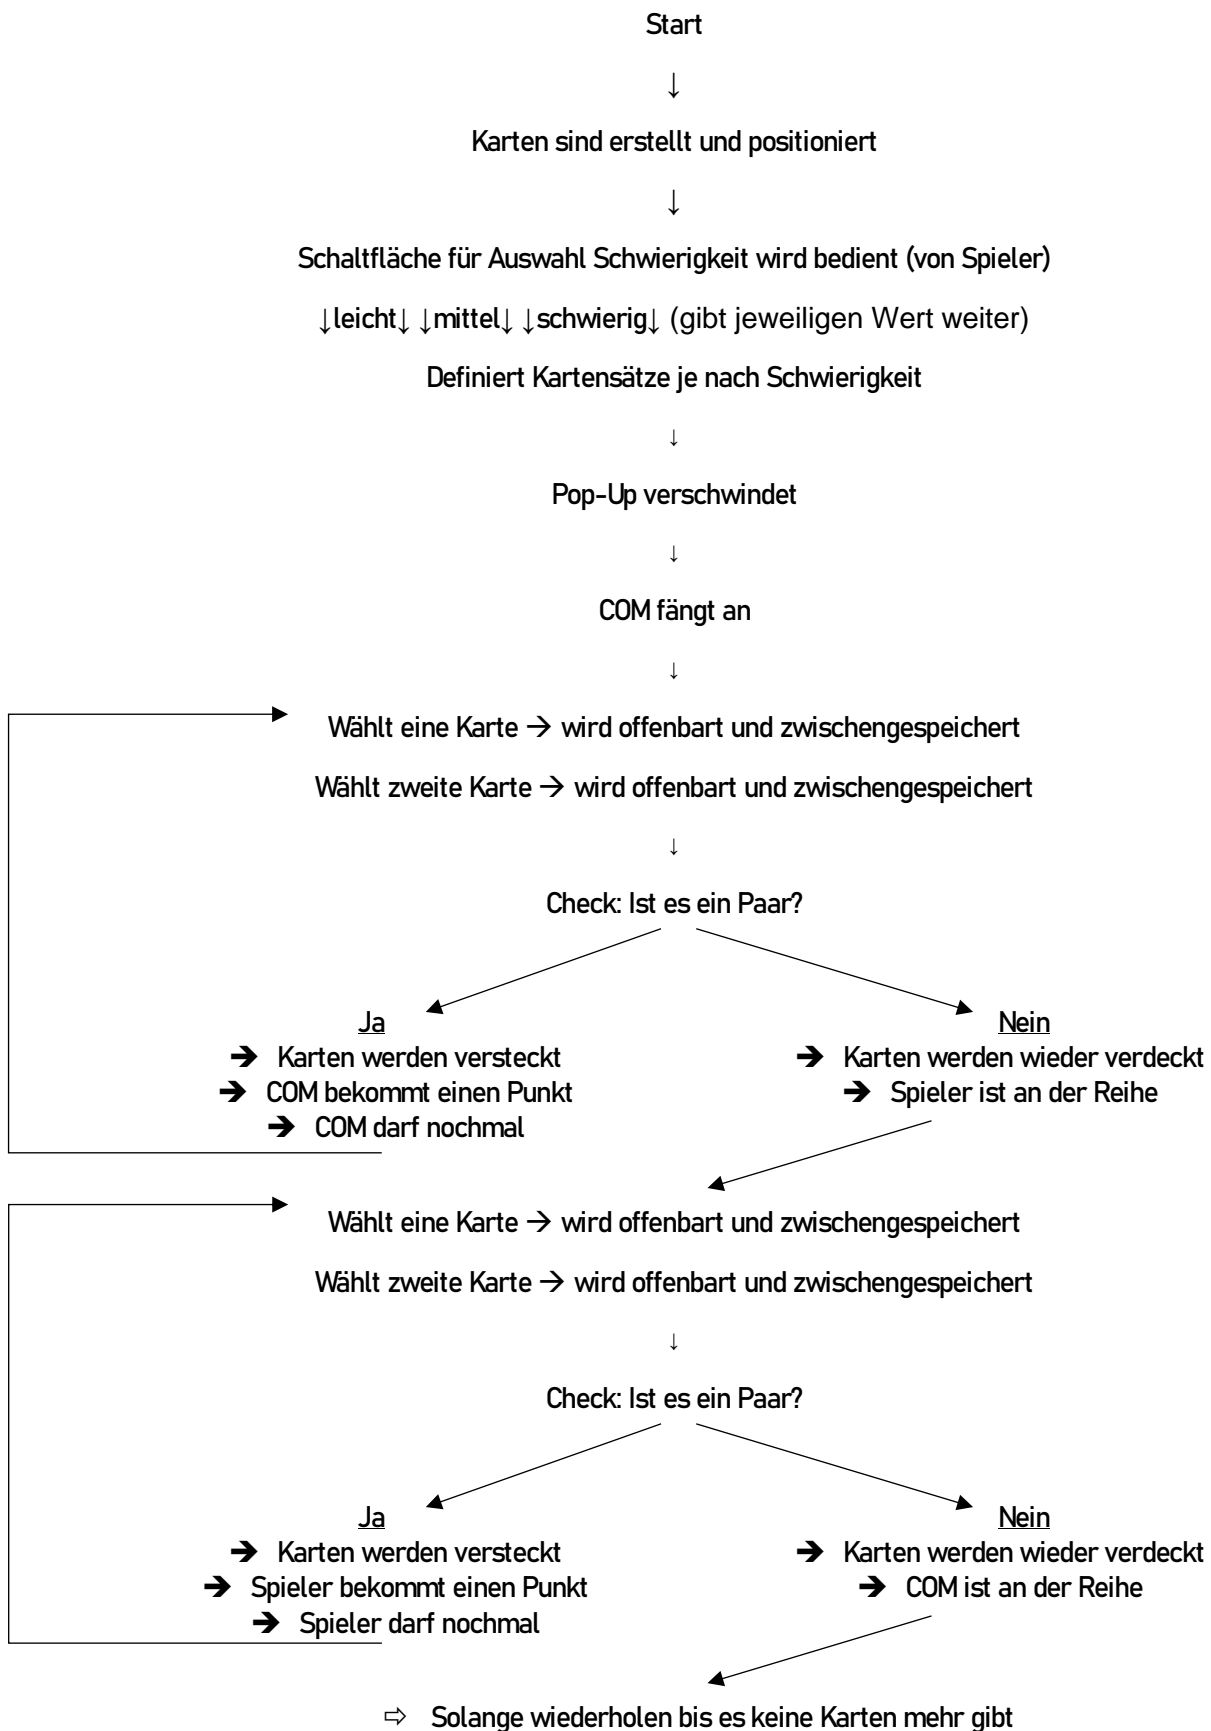 Start
↓
Karten sind erstellt und positioniert
↓
Schaltfläche für Auswahl Schwierigkeit wird bedient (von Spieler)
↓leicht↓ ↓mittel↓ ↓schwierig↓ (gibt jeweiligen Wert weiter)
Definiert Kartensätze je nach Schwierigkeit
↓
Pop-Up verschwindet
↓
COM fängt an
↓
Wählt eine Karte → wird offenbart und zwischengespeichert
Wählt zweite Karte → wird offenbart und zwischengespeichert
↓
Check: Ist es ein Paar?
Ja
➔ Karten werden versteckt
➔ COM bekommt einen Punkt
➔ COM darf nochmal
Nein
➔ Karten werden wieder verdeckt
➔ Spieler ist an der Reihe
Wählt eine Karte → wird offenbart und zwischengespeichert
Wählt zweite Karte → wird offenbart und zwischengespeichert
↓
Check: Ist es ein Paar?
Ja
➔ Karten werden versteckt
➔ Spieler bekommt einen Punkt
➔ Spieler darf nochmal
Nein
➔ Karten werden wieder verdeckt
➔ COM ist an der Reihe
⇨ Solange wiederholen bis es keine Karten mehr gibt